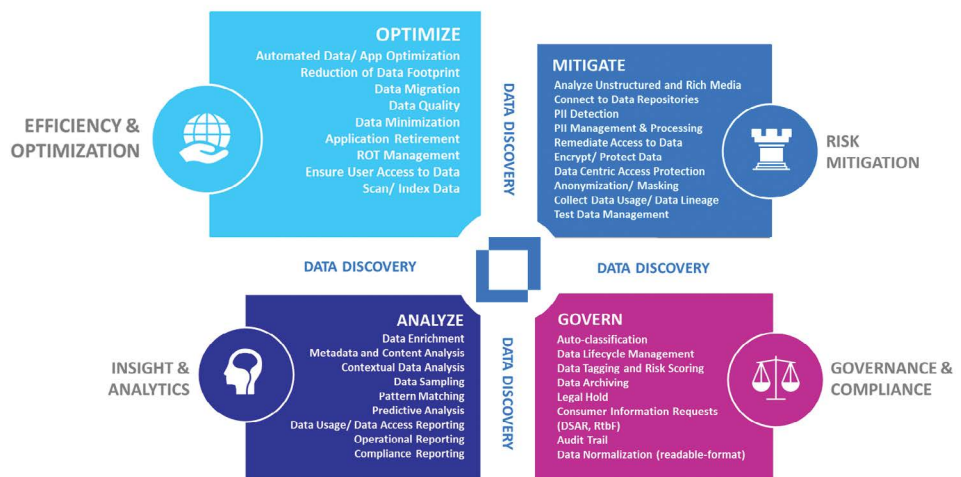 EFFICIENCY &
OPTIMIZATION
OPTIMIZE
Automated Data/ App Optimization
Reduction of Data Footprint
Data Migration
Data Quality
Data Minimization
Application Retirement
ROT Management
Ensure User Access to Data
Scan/ Index Data
DATA DISCOVERY
MITIGATE
Analyze Unstructured and Rich Media
Connect to Data Repositories
PII Detection
PII Management & Processing
Remediate Access to Data
Encrypt/ Protect Data
Data Centric Access Protection
Anonymization/ Masking
Collect Data Usage/ Data Lineage
Test Data Management
RISK
MITIGATION
DATA DISCOVERY
DATA DISCOVERY
INSIGHT &
ANALYTICS
ANALYZE
Data Enrichment
Metadata and Content Analysis
Contextual Data Analysis
Data Sampling
Pattern Matching
Predictive Analysis
Data Usage/ Data Access Reporting
Operational Reporting
Compliance Reporting
DATA DISCOVERY
GOVERN
Auto-classification
Data Lifecycle Management
Data Tagging and Risk Scoring
Data Archiving
Legal Hold
Consumer Information Requests
(DSAR, RtbF)
Audit Trail
Data Normalization (readable-format)
GOVERNANCE &
COMPLIANCE